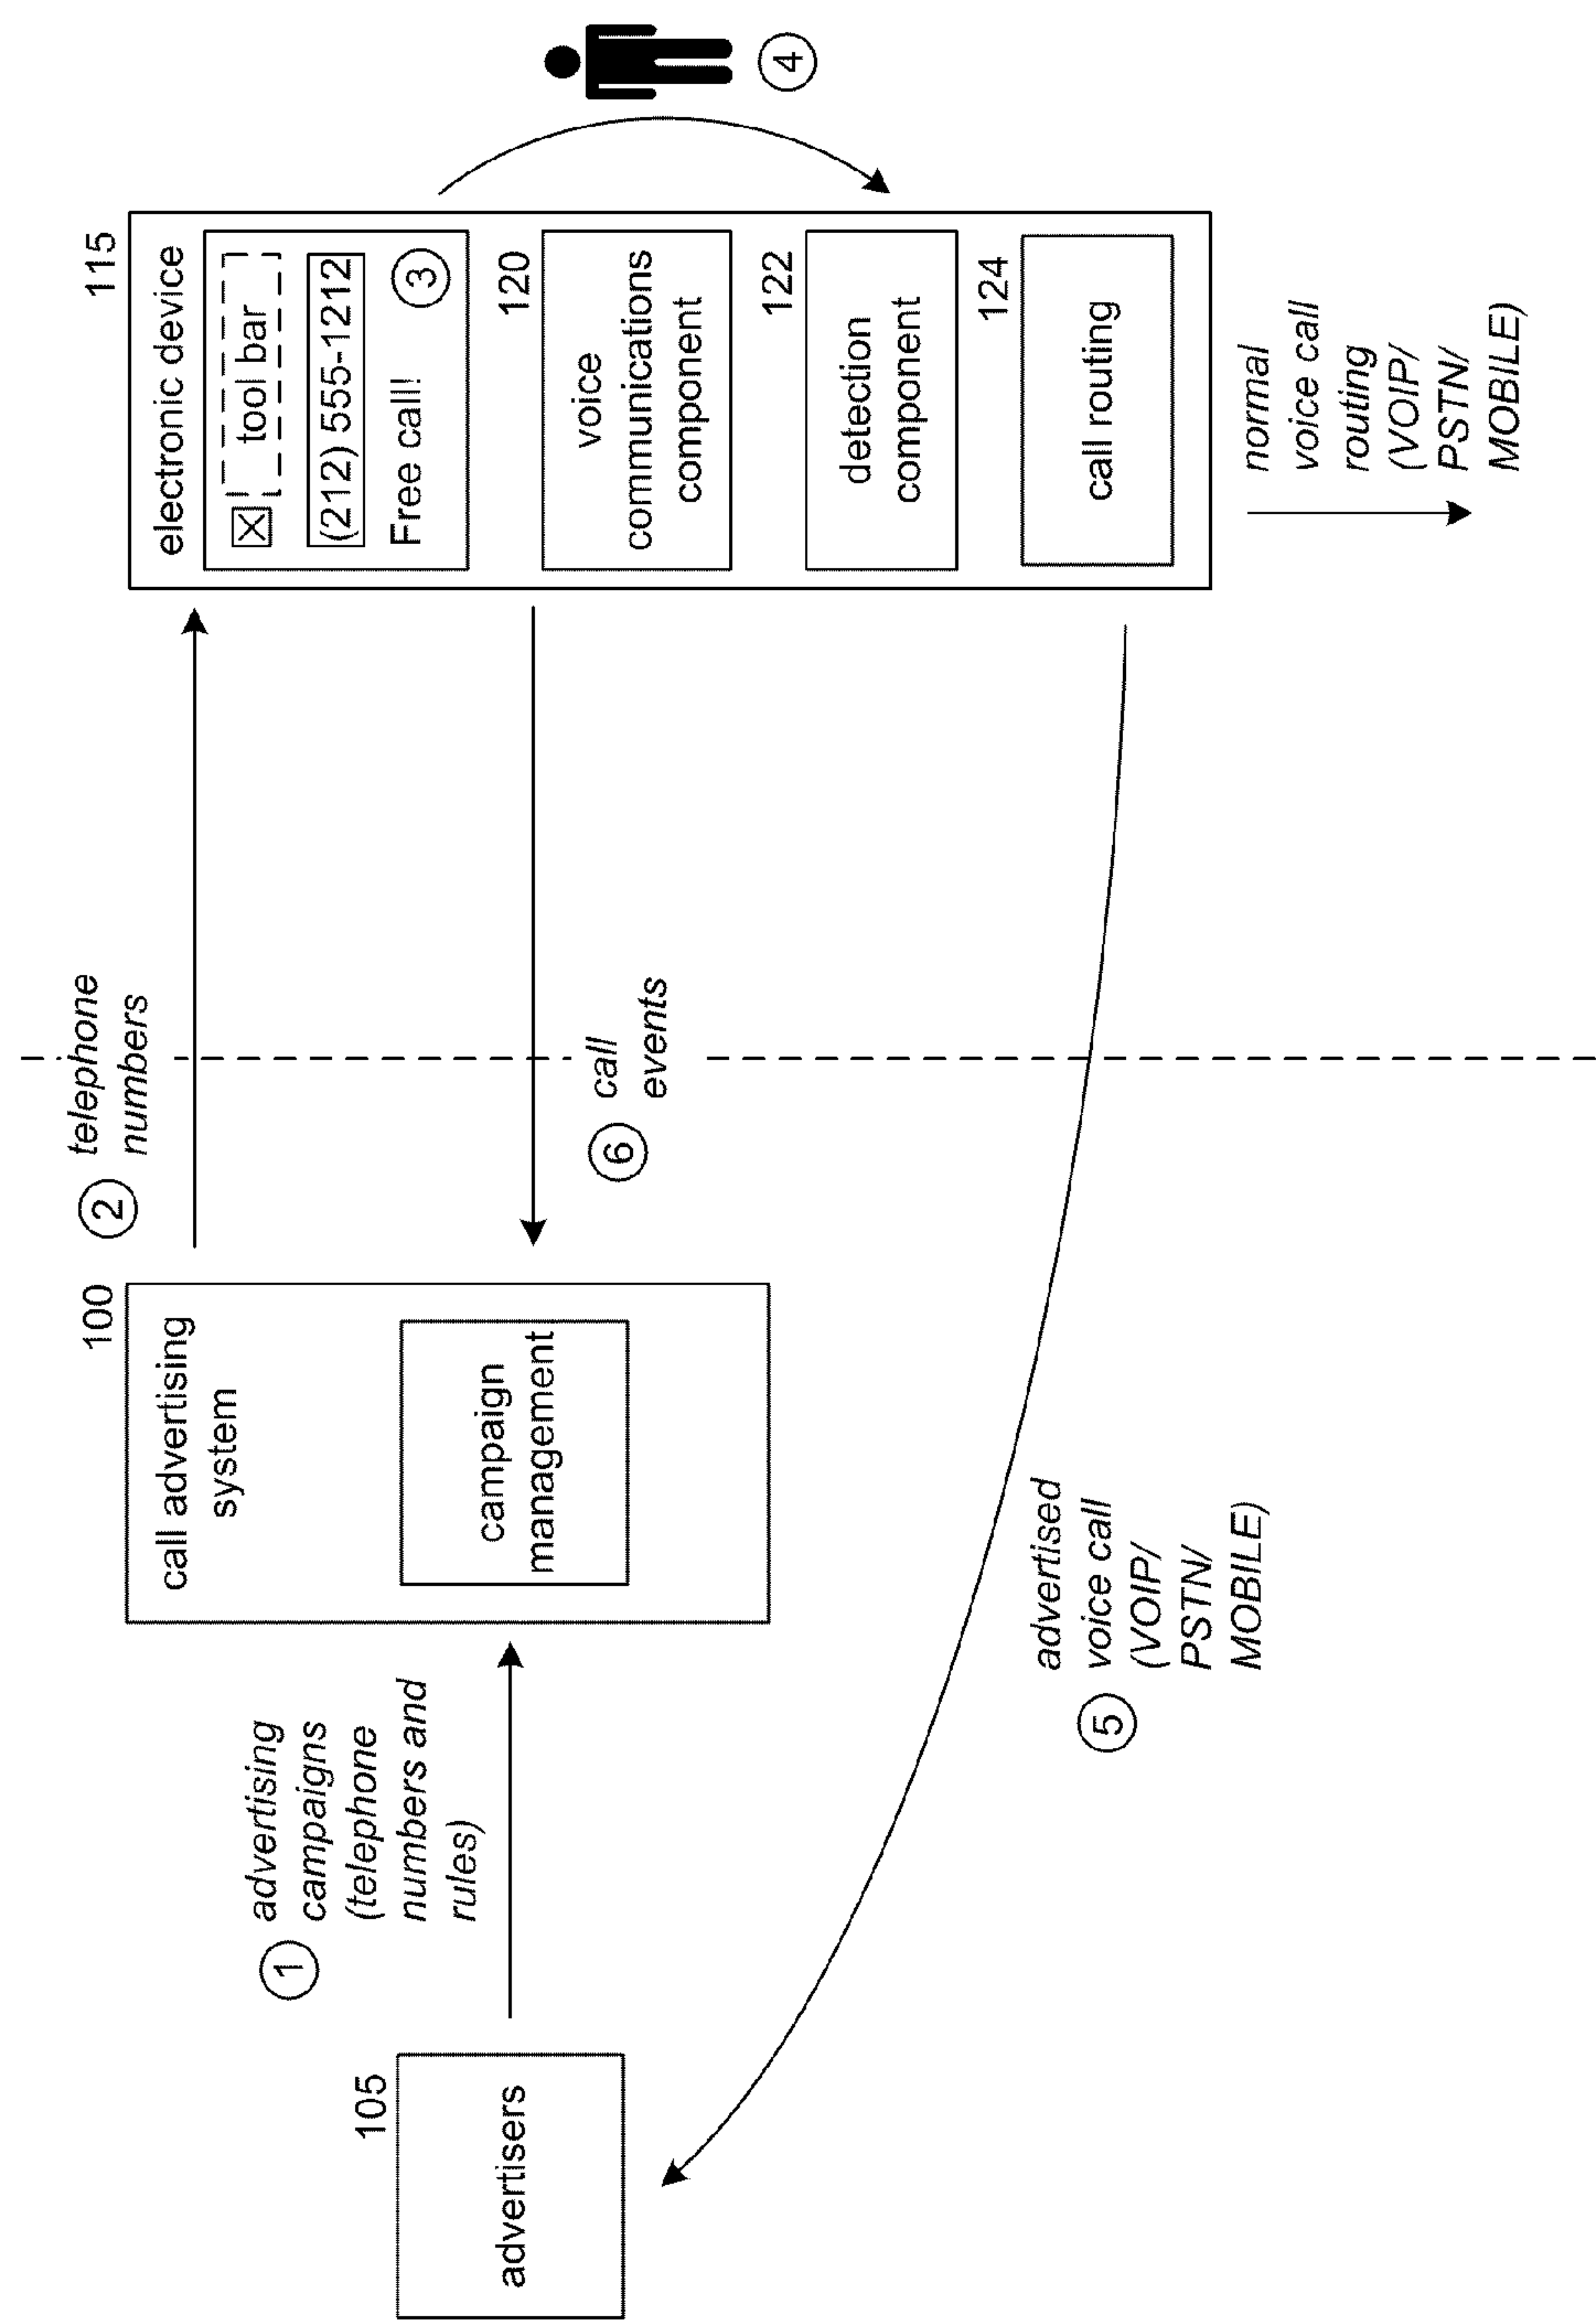 105
advertisers
1
advertising
campaigns
(telephone
numbers and
rules)
100
call advertising
system
campaign
management
2
telephone
numbers
6
call
events
5
advertised
voice call
(VOIP/
PSTN/
MOBILE)
115
electronic device
tool bar
(212) 555-1212
Free call!
3
120
voice
communications
component
122
detection
component
124
call routing
4
normal
voice call
routing
(VOIP/
PSTN/
MOBILE)